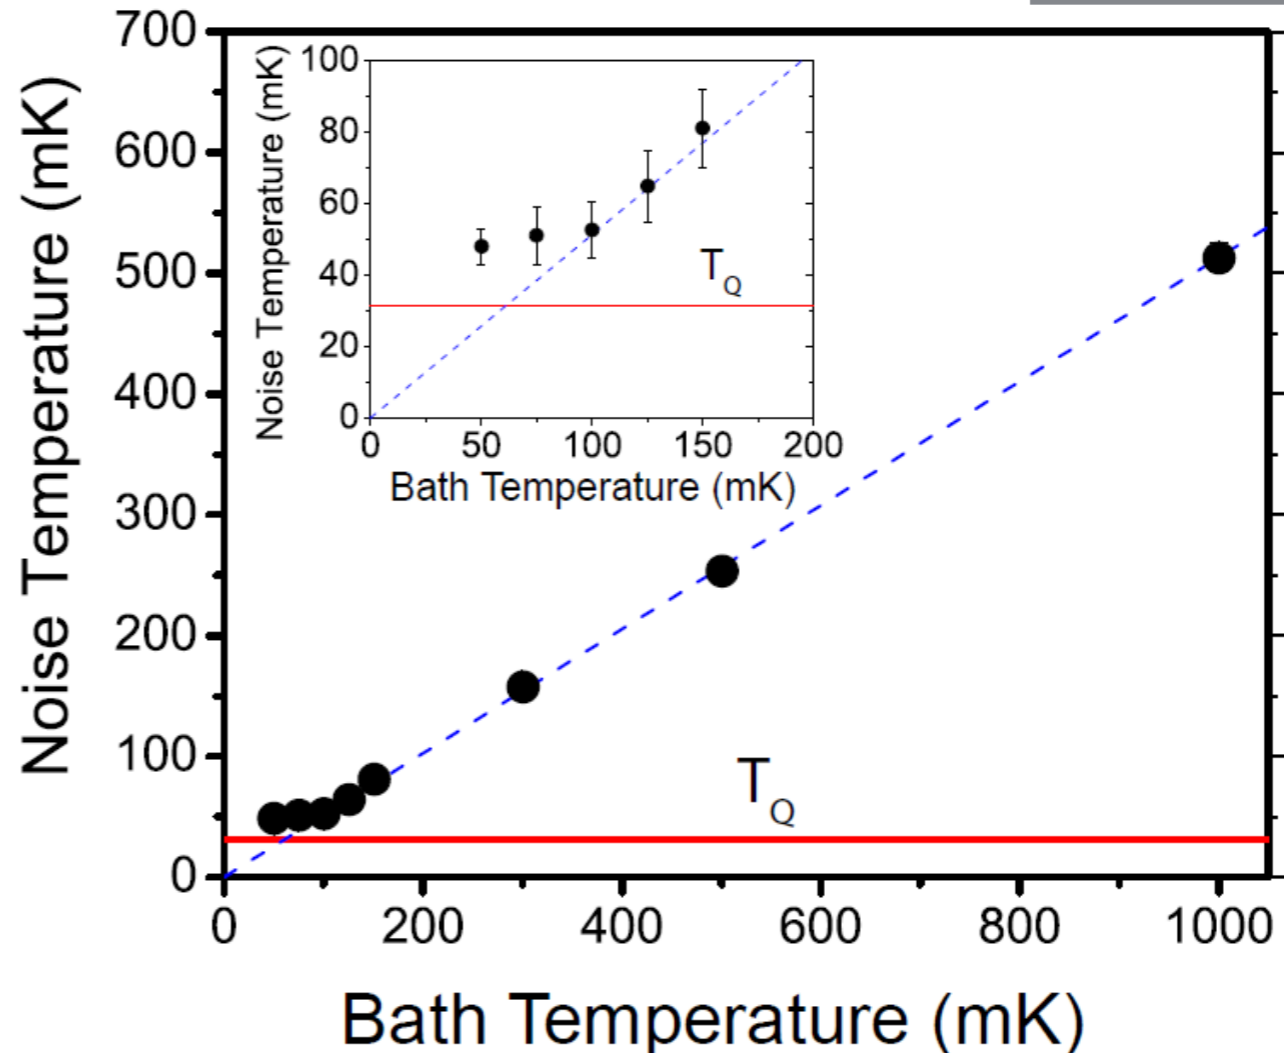 700
600
500
400
300
200
100
0
Noise Temperature (mK)
0 200 400 600 800 1000
Bath Temperature (mK)
T_Q
100
80
60
40
20
0
Noise Temperature (mK)
0 50 100 150 200
Bath Temperature (mK)
T_Q